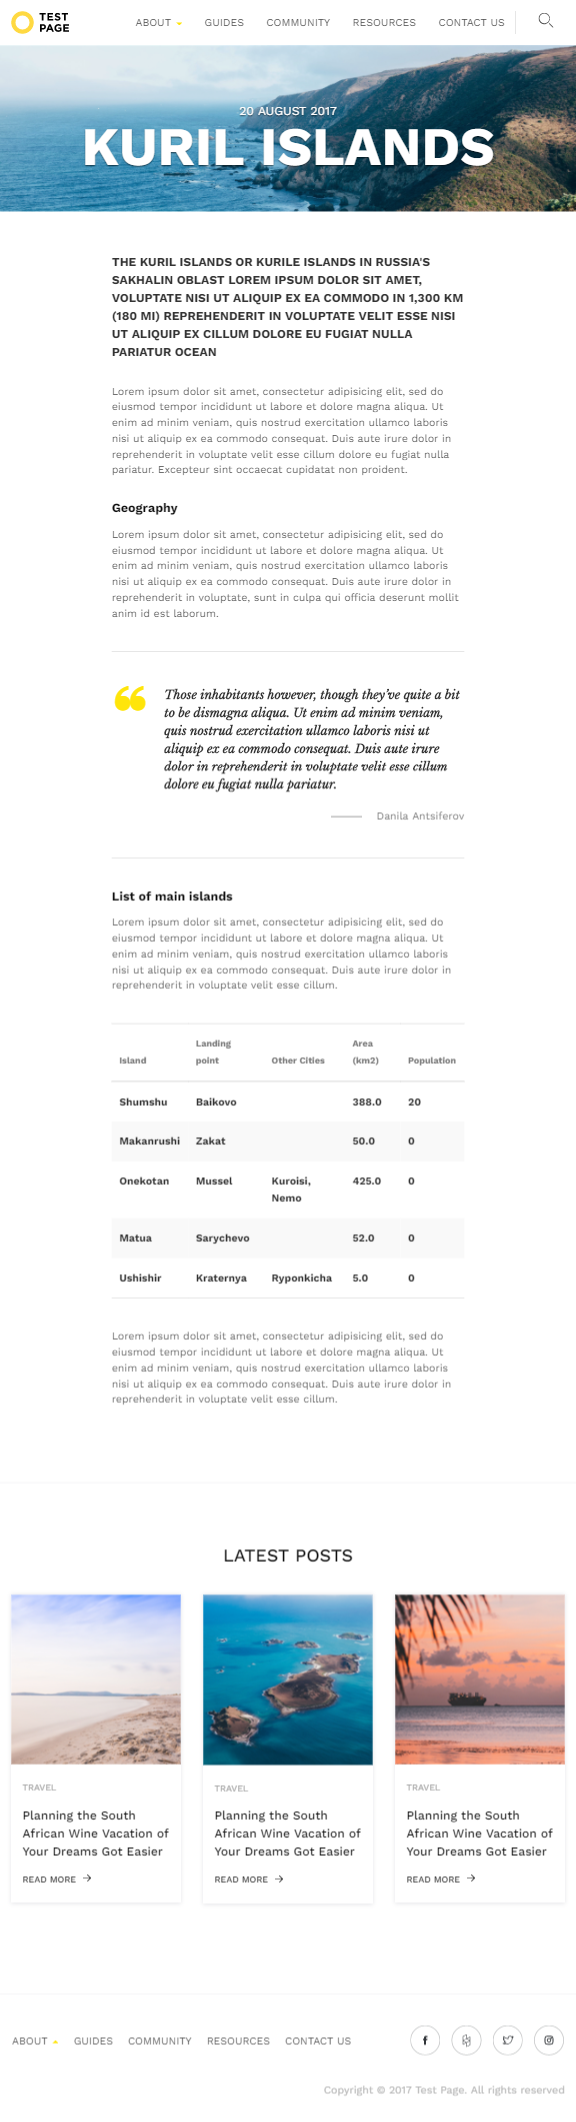 TEST
PAGE
ABOUT
GUIDES
COMMUNITY
RESOURCES
CONTACT US
20 AUGUST 2017
KURIL ISLANDS
THE KURIL ISLANDS OR KURILE ISLANDS IN RUSSIA'S
SAKHALIN OBLAST LOREM IPSUM DOLOR SIT AMET,
VOLUPTATE NISI UT ALIQUIP EX EA COMMODO IN 1,300 KM
(180 MI) REPREHENDERIT IN VOLUPTATE VELIT ESSE NISI
UT ALIQUIP EX CILLUM DOLORE EU FUGIAT NULLA
PARIATUR OCEAN
Lorem ipsum dolor sit amet, consectetur adipisicing elit, sed do
eiusmod tempor incididunt ut labore et dolore magna aliqua. Ut
enim ad minim veniam, quis nostrud exercitation ullamco laboris
nisi ut aliquip ex ea commodo consequat. Duis aute irure dolor in
reprehenderit in voluptate velit esse cillum dolore eu fugiat nulla
pariatur. Excepteur sint occaecat cupidatat non proident.
Geography
Lorem ipsum dolor sit amet, consectetur adipisicing elit, sed do
eiusmod tempor incididunt ut labore et dolore magna aliqua. Ut
enim ad minim veniam, quis nostrud exercitation ullamco laboris
nisi ut aliquip ex ea commodo consequat. Duis aute irure dolor in
reprehenderit in voluptate, sunt in culpa qui officia deserunt mollit
anim id est laborum.
Those inhabitants however, though they've quite a bit
to be dismagna aliqua. Ut enim ad minim veniam,
quis nostrud exercitation ullamco laboris nisi ut
aliquip ex ea commodo consequat. Duis aute irure
dolor in reprehenderit in voluptate velit esse cillum
dolore eu fugiat nulla pariatur.
Danila Antsiferov
List of main islands
Lorem ipsum dolor sit amet, consectetur adipisicing elit, sed do
eiusmod tempor incididunt ut labore et dolore magna aliqua. Ut
enim ad minim veniam, quis nostrud exercitation ullamco laboris
nisi ut aliquip ex ea commodo consequat. Duis aute irure dolor in
reprehenderit in voluptate velit esse cillum.
Island Landing point Other Cities Area (km2) Population
Shumshu Baikovo 388.0 20
Makanrushi Zakat 50.0 0
Onekotan Mussel Kuroisi, Nemo 425.0 0
Matua Sarychevo 52.0 0
Ushishir Kraternya Ryponkicha 5.0 0
Lorem ipsum dolor sit amet, consectetur adipisicing elit, sed do
eiusmod tempor incididunt ut labore et dolore magna aliqua. Ut
enim ad minim veniam, quis nostrud exercitation ullamco laboris
nisi ut aliquip ex ea commodo consequat. Duis aute irure dolor in
reprehenderit in voluptate velit esse cillum.
LATEST POSTS
TRAVEL
Planning the South
African Wine Vacation of
Your Dreams Got Easier
READ MORE
TRAVEL
Planning the South
African Wine Vacation of
Your Dreams Got Easier
READ MORE
TRAVEL
Planning the South
African Wine Vacation of
Your Dreams Got Easier
READ MORE
ABOUT
GUIDES
COMMUNITY
RESOURCES
CONTACT US
Copyright © 2017 Test Page. All rights reserved